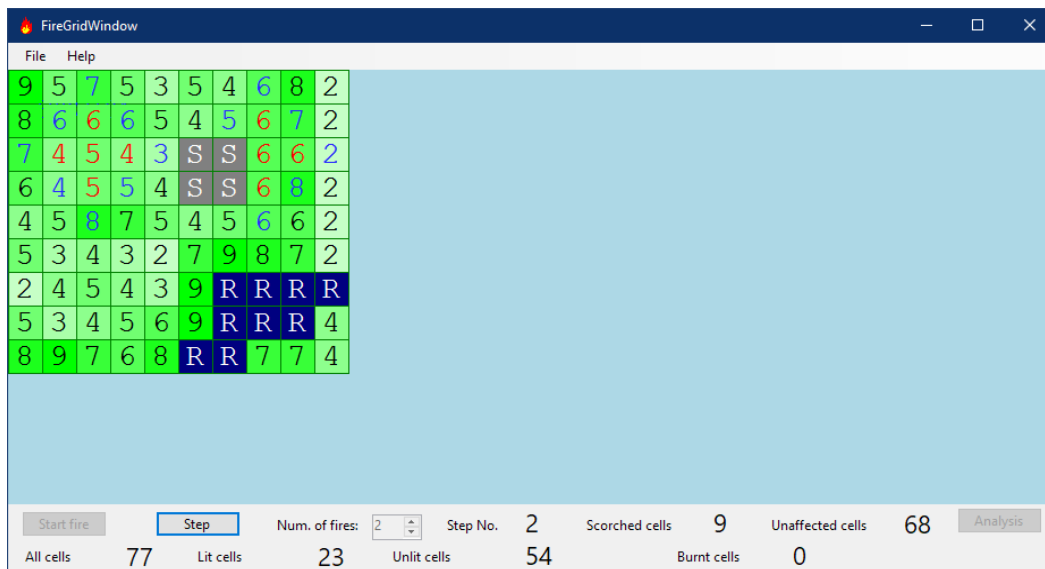 FireGridWindow
File Help
9 5 7 5 3 5 4 6 8 2
8 6 6 6 5 4 5 6 7 2
7 4 5 4 3 S S 6 6 2
6 4 5 5 4 S S 6 8 2
4 5 8 7 5 4 5 6 6 2
5 3 4 3 2 7 9 8 7 2
2 4 5 4 3 9 R R R R
5 3 4 5 6 9 R R R 4
8 9 7 6 8 R R 7 7 4
Start fire Step Num. of fires: 2 Step No. 2 Scorched cells 9 Unaffected cells 68 Analysis
All cells 77 Lit cells 23 Unlit cells 54 Burnt cells 0